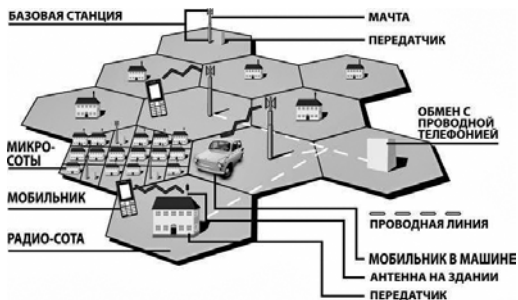 БАЗОВАЯ СТАНЦИЯ
МАЧТА
ПЕРЕДАТЧИК
ОБМЕН С
ПРОВОДНОЙ
ТЕЛЕФОНИЕЙ
МИКРО-
СОТЫ
МОБИЛЬНИК
РАДИО-СОТА
ПРОВОДНАЯ ЛИНИЯ
МОБИЛЬНИК В МАШИНЕ
АНТЕННА НА ЗДАНИИ
ПЕРЕДАТЧИК